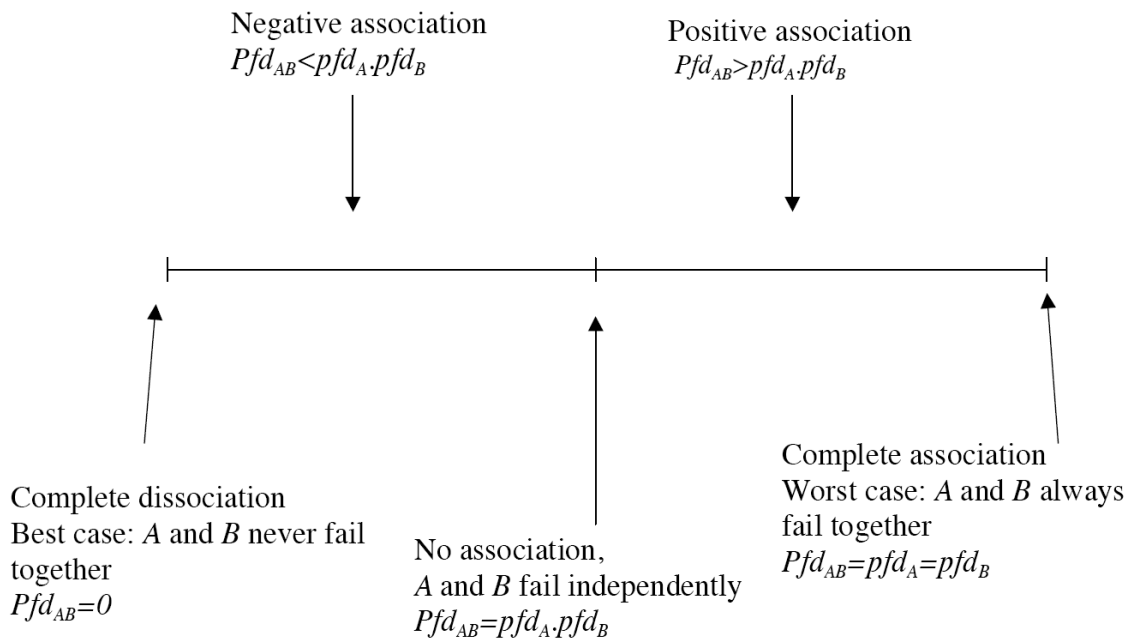 Negative association
Pfd_AB<pfd_A.pfd_B
Positive association
Pfd_AB>pfd_A.pfd_B
Complete dissociation
Best case: A and B never fail
together
Pfd_AB=0
No association,
A and B fail independently
Pfd_AB=pfd_A.pfd_B
Complete association
Worst case: A and B always
fail together
Pfd_AB=pfd_A=pfd_B